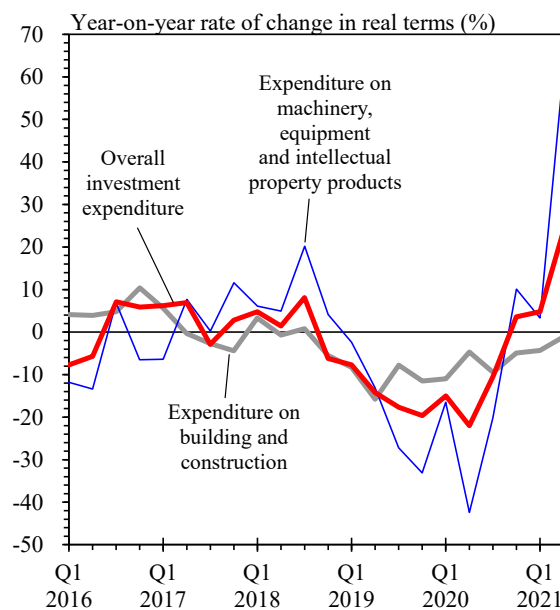 Year-on-year rate of change in real terms (%)
70
60
50
40
30
20
10
0
-10
-20
-30
-40
-50
Expenditure on
machinery,
equipment
and intellectual
property products
Overall
investment
expenditure
Expenditure on
building and
construction
Q1 Q1 Q1 Q1 Q1 Q1
2016 2017 2018 2019 2020 2021